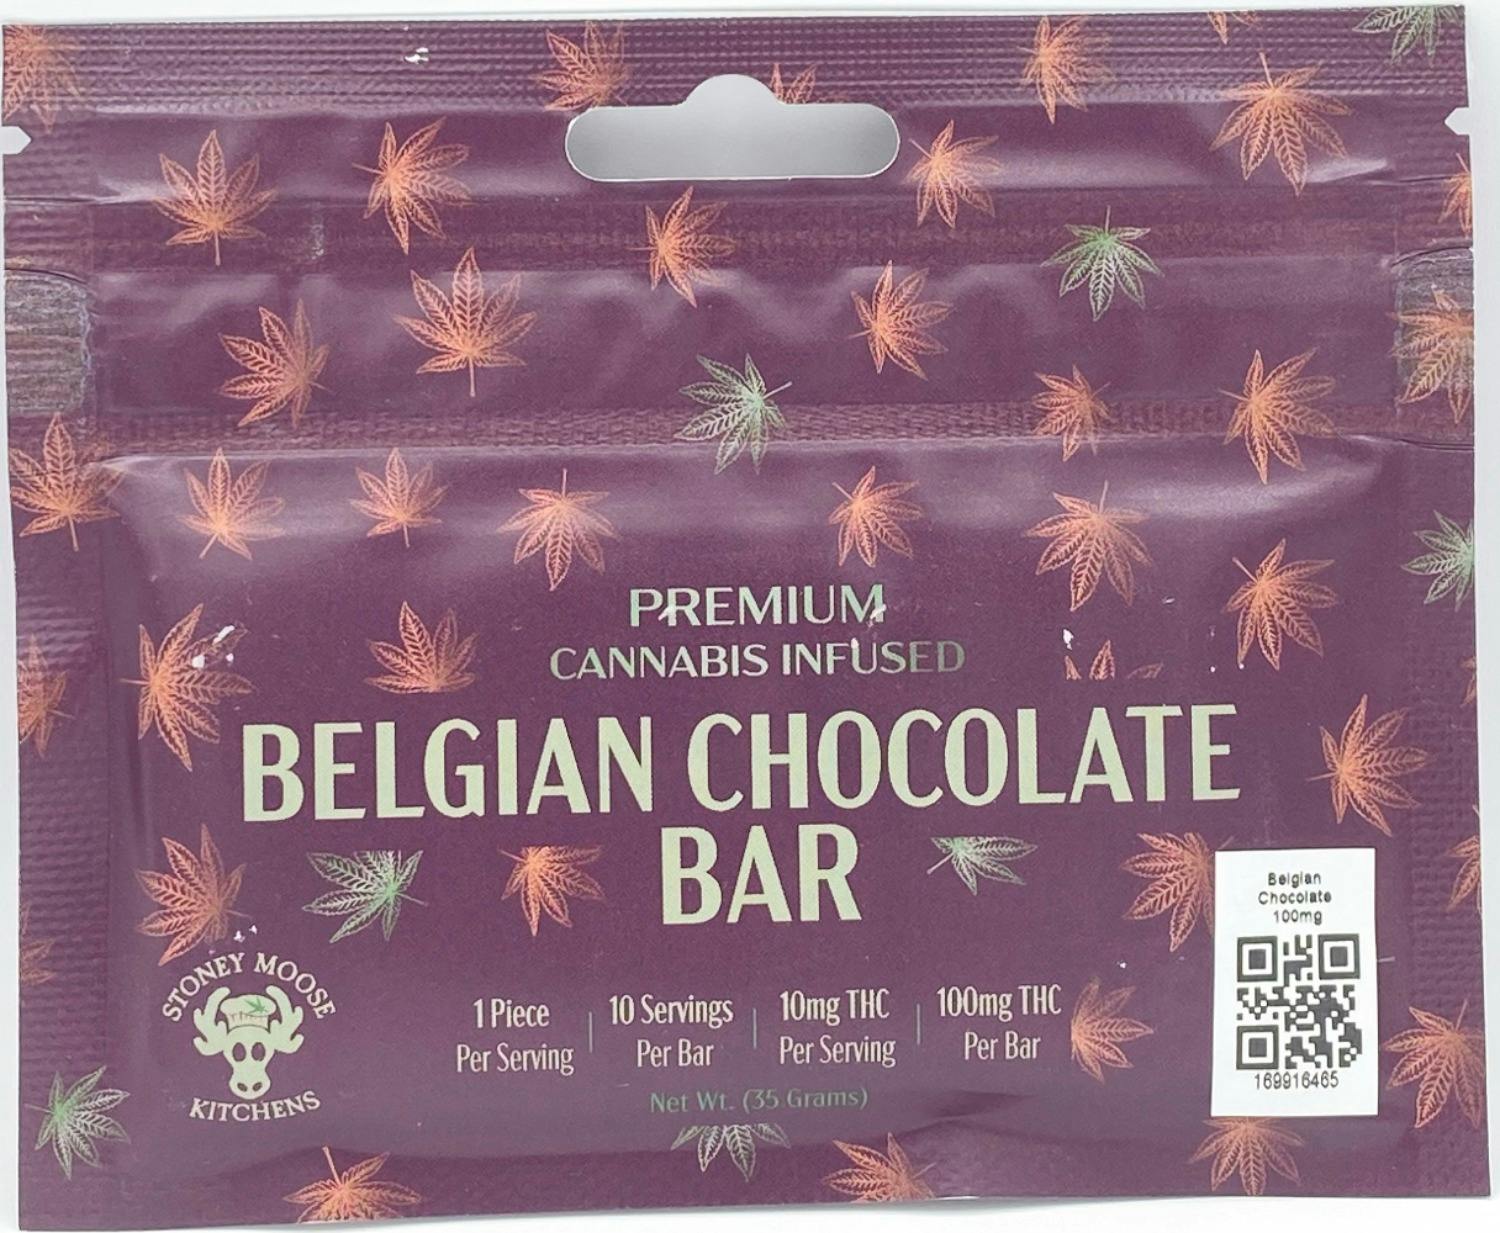 PREMIUM
CANNABIS INFUSED
BELGIAN CHOCOLATE
BAR
STONEY MOOSE
KITCHENS
1 Piece
Per Serving
10 Servings
Per Bar
10mg THC
Per Serving
100mg THC
Per Bar
Net Wt. (35 Grams)
Belgian
Chocolate
100mg
169916465